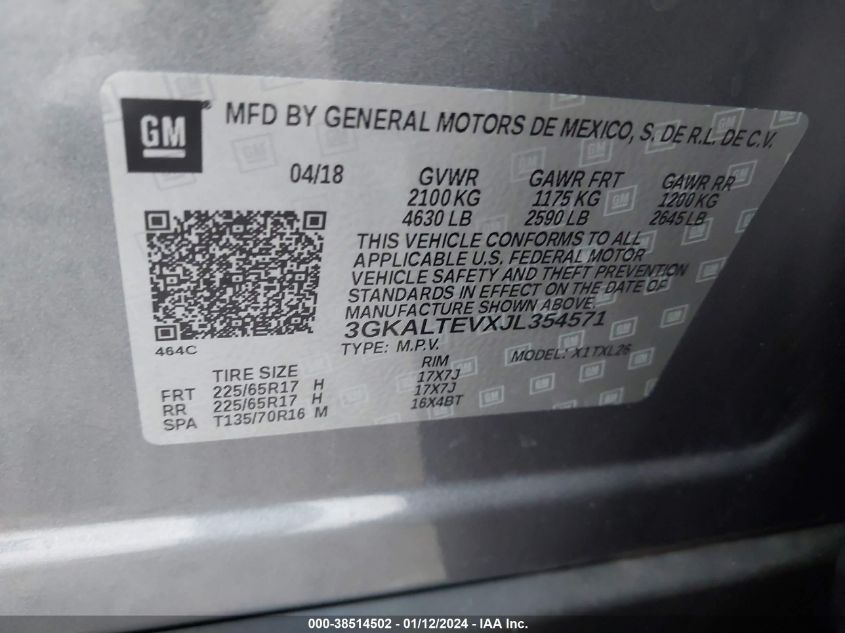 GM MFD BY GENERAL MOTORS DE MEXICO, S. DE R.L. DE C.V.
04/18 GVWR GAWR FRT GAWR RR
2100 KG 1175 KG 1200 KG
4630 LB 2590 LB 2645 LB
THIS VEHICLE CONFORMS TO ALL
APPLICABLE U.S. FEDERAL MOTOR
VEHICLE SAFETY AND THEFT PREVENTION
STANDARDS IN EFFECT ON THE DATE OF
MANUFACTURE SHOWN ABOVE.
3GKALTEVXJL354571
464C TYPE: M.P.V. MODEL: X1TXL26
TIRE SIZE RIM
FRT 225/65R17 H 17X7J
RR 225/65R17 H 17X7J
SPA T135/70R16 M 16X4BT
000-38514502 - 01/12/2024 - IAA Inc.